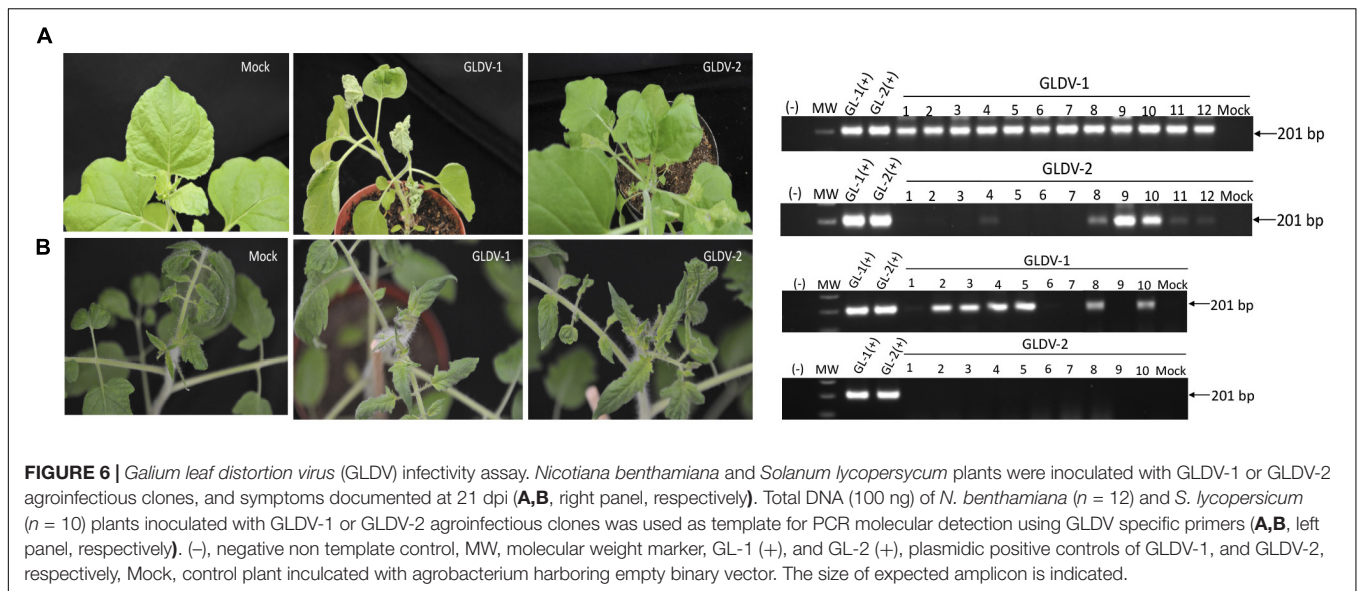 A
Mock
GLDV-1
GLDV-2
B
Mock
GLDV-1
GLDV-2
GLDV-1
(-) MW GL-1(+) GL-2(+) 1 2 3 4 5 6 7 8 9 10 11 12 Mock
201 bp
GLDV-2
(-) MW GL-1(+) GL-2(+) 1 2 3 4 5 6 7 8 9 10 11 12 Mock
201 bp
GLDV-1
(-) MW GL-1(+) GL-2(+) 1 2 3 4 5 6 7 8 9 10 Mock
201 bp
GLDV-2
(-) MW GL-1(+) GL-2(+) 1 2 3 4 5 6 7 8 9 10 Mock
201 bp
FIGURE 6 | Galium leaf distortion virus (GLDV) infectivity assay. Nicotiana benthamiana and Solanum lycopersycum plants were inoculated with GLDV-1 or GLDV-2
agroinfectious clones, and symptoms documented at 21 dpi (A,B, right panel, respectively). Total DNA (100 ng) of N. benthamiana (n = 12) and S. lycopersicum
(n = 10) plants inoculated with GLDV-1 or GLDV-2 agroinfectious clones was used as template for PCR molecular detection using GLDV specific primers (A,B, left
panel, respectively). (–), negative non template control, MW, molecular weight marker, GL-1 (+), and GL-2 (+), plasmidic positive controls of GLDV-1, and GLDV-2,
respectively, Mock, control plant inculcated with agrobacterium harboring empty binary vector. The size of expected amplicon is indicated.